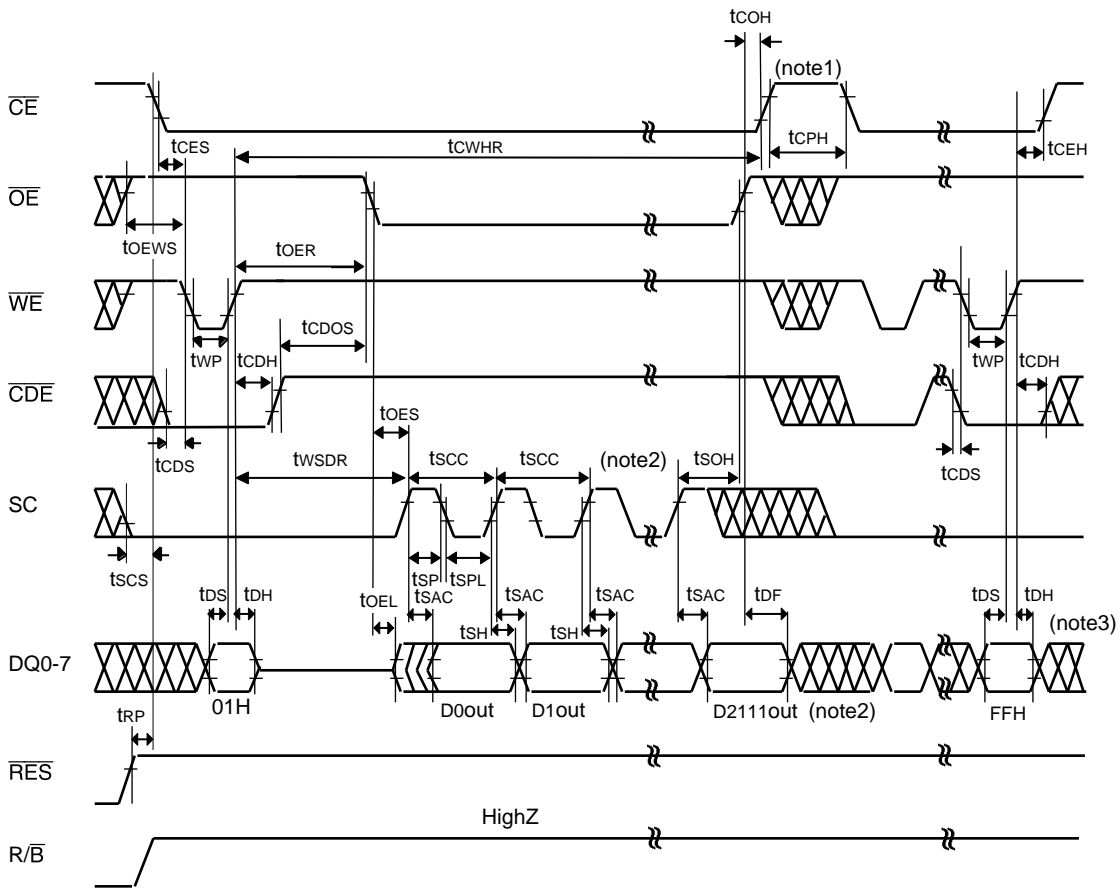 tCOH
(note1)
CE
tCES
tCWHR
tCPH
tCEH
OE
tOEWS
tOER
WE
tWP
tCDOS
tCDH
tWP
tCDH
CDE
tOES
tCDS
tWSDR
tSCC
tSCC
(note2)
tSOH
tCDS
SC
tSCS
tSP
tSPL
tDS
tDH
tOEL
tSAC
tSAC
tSAC
tSAC
tDF
tDS
tDH
tSH
tSH
(note3)
DQ0-7
01H
D0out
D1out
D2111out
(note2)
FFH
tRP
RES
HighZ
R/B